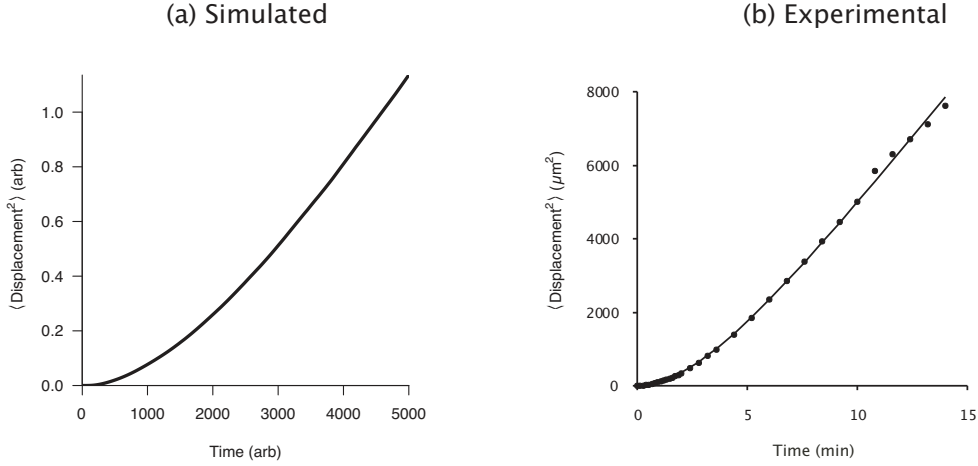 (a) Simulated
1.0
0.8
0.6
0.4
0.2
0.0
⟨Displacement²⟩ (arb)
0 1000 2000 3000 4000 5000
Time (arb)
(b) Experimental
8000
6000
4000
2000
0
⟨Displacement²⟩ (µm²)
0 5 10 15
Time (min)